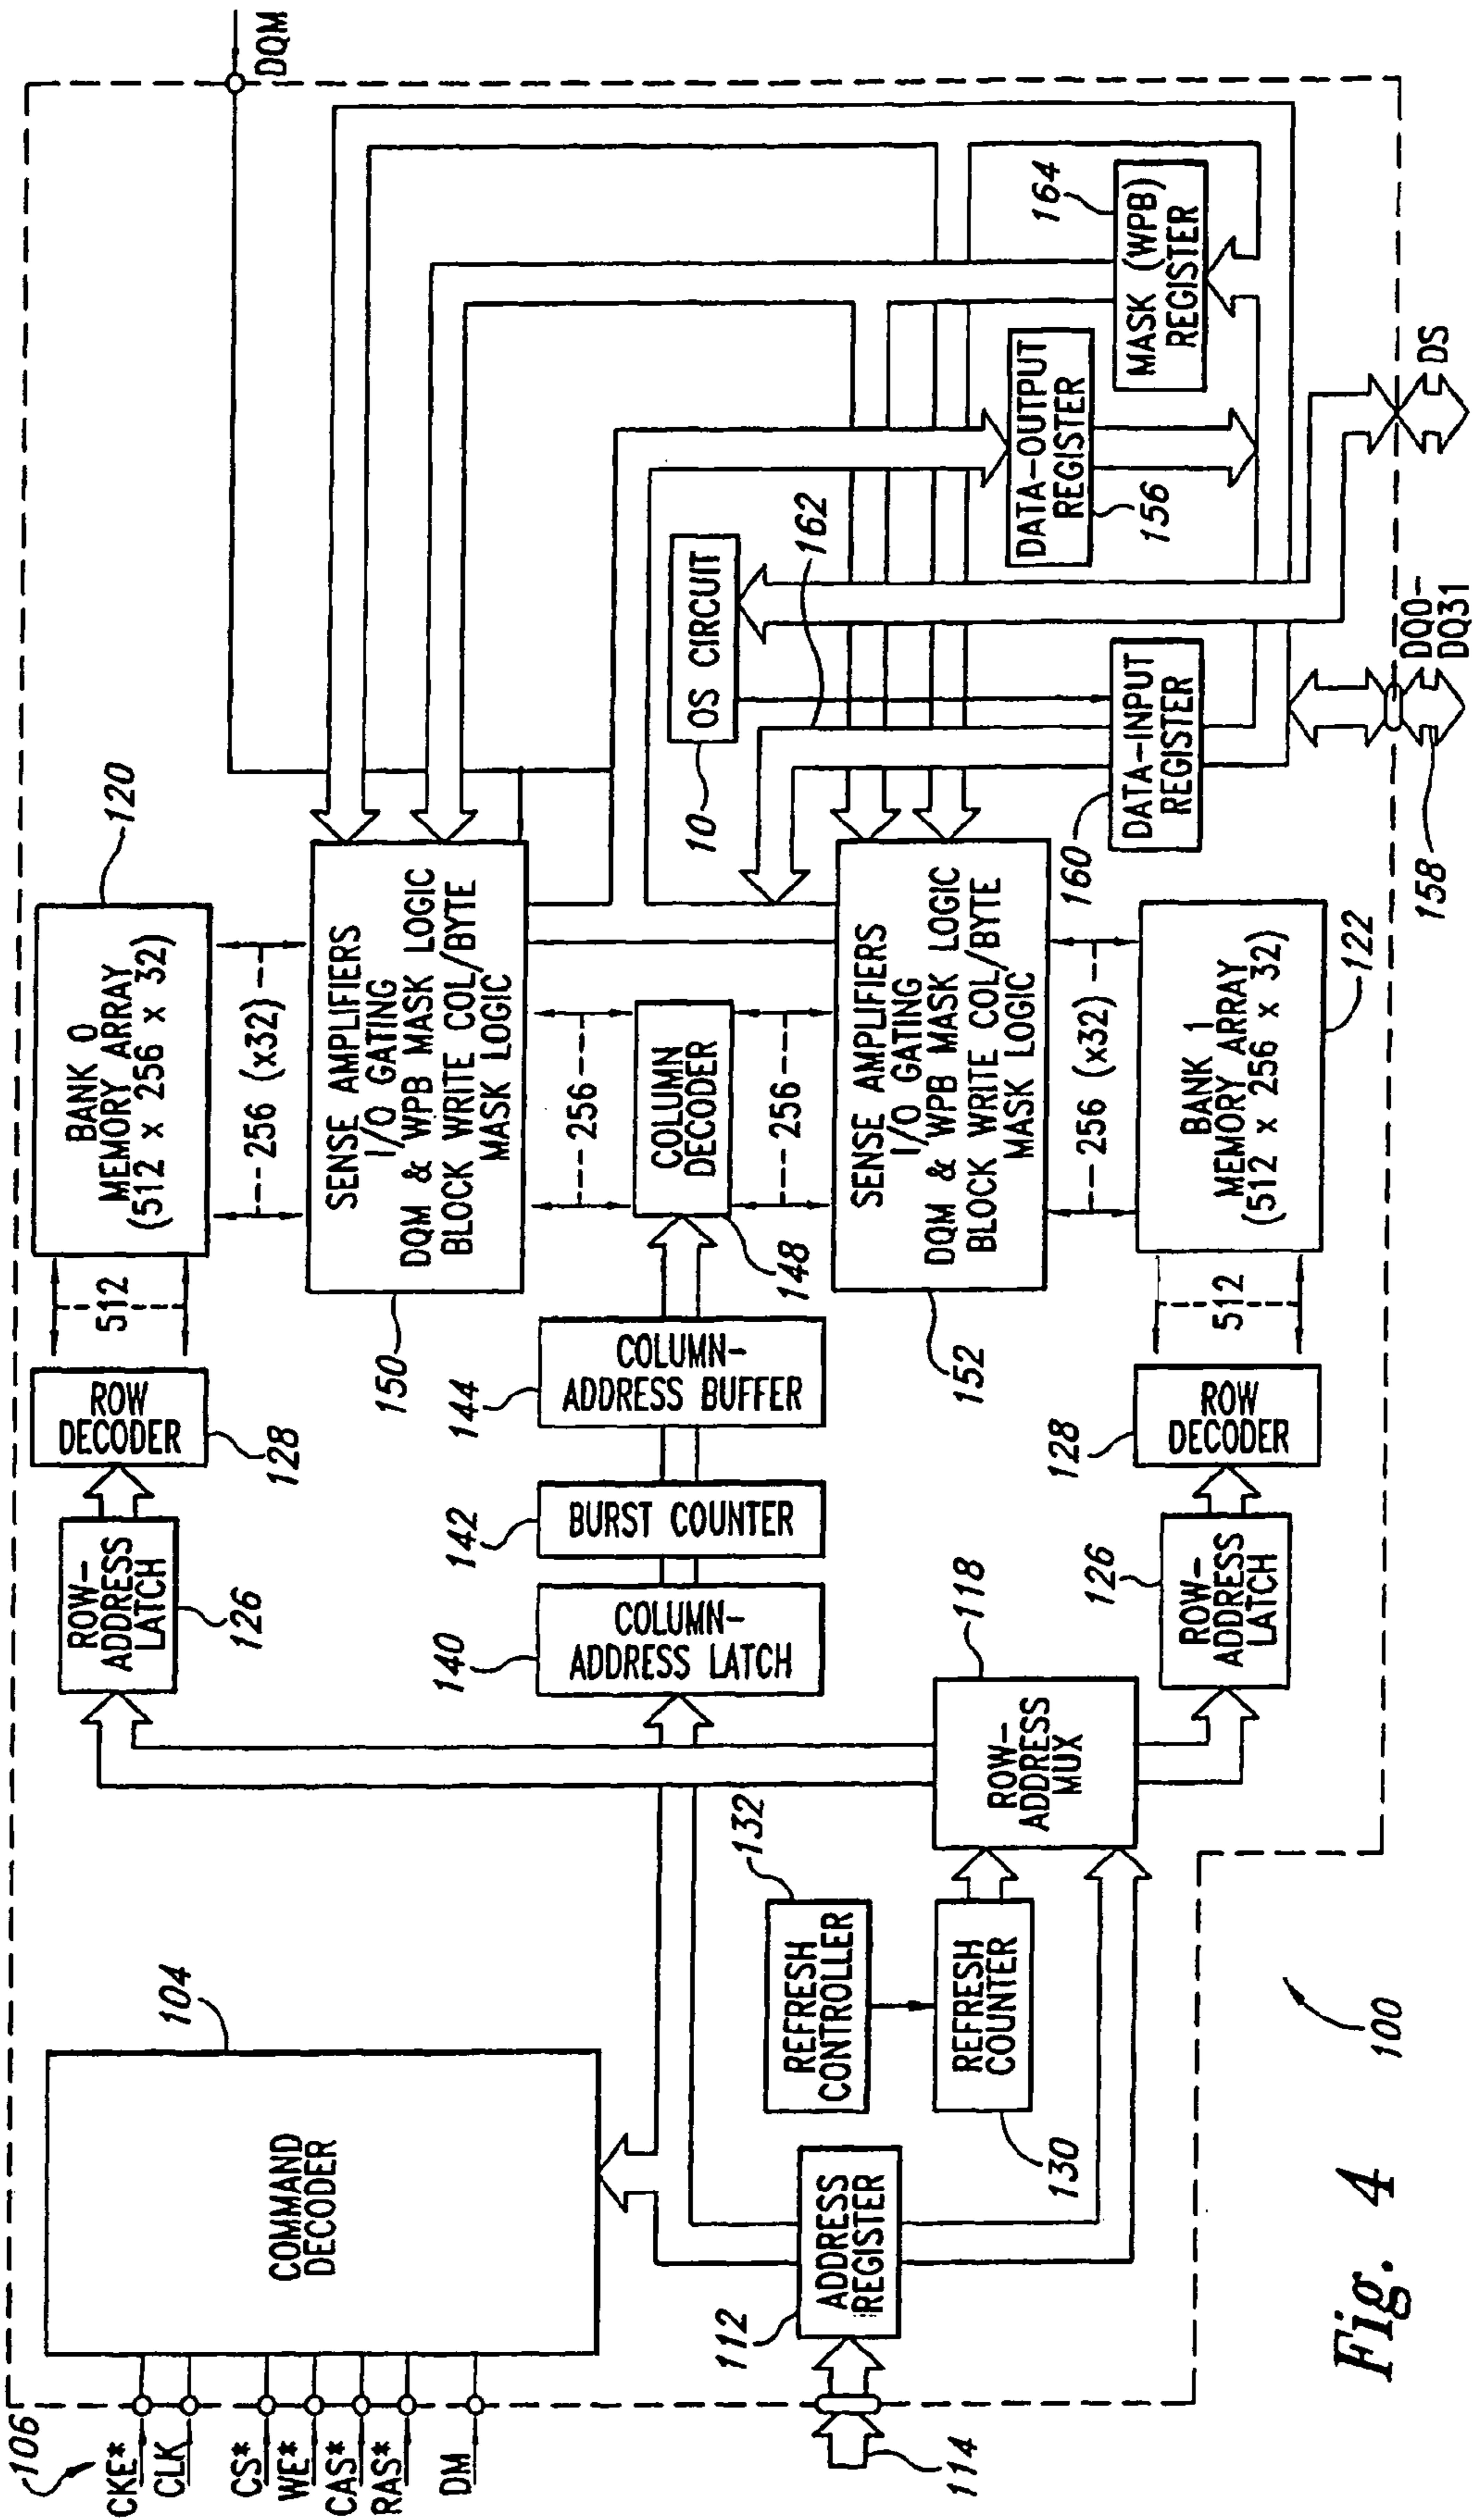 106
CKE*
CLK
CS*
WE*
CAS*
RAS*
DM
114
COMMAND
DECODER
104
112
ADDRESS
REGISTER
REFRESH
CONTROLLER
132
REFRESH
COUNTER
130
ROW-
ADDRESS
MUX
118
ROW-
ADDRESS
LATCH
126
ROW
DECODER
128
512
BANK 0
MEMORY ARRAY
(512 x 256 x 32)
120
256 (x32)
SENSE AMPLIFIERS
I/O GATING
DQM & WPB MASK LOGIC
BLOCK WRITE COL/BYTE
MASK LOGIC
150
256
140
COLUMN-
ADDRESS LATCH
142
BURST COUNTER
144
COLUMN-
ADDRESS BUFFER
COLUMN
DECODER
148
256
SENSE AMPLIFIERS
I/O GATING
DQM & WPB MASK LOGIC
BLOCK WRITE COL/BYTE
MASK LOGIC
152
256 (x32)
126
ROW-
ADDRESS
LATCH
128
ROW
DECODER
512
BANK 1
MEMORY ARRAY
(512 x 256 x 32)
122
DQM
OS CIRCUIT
10
162
DATA-INPUT
REGISTER
160
DATA-OUTPUT
REGISTER
156
MASK (WPB)
REGISTER
164
DQ0-
DQ31
158
DS
100
Fig. 4